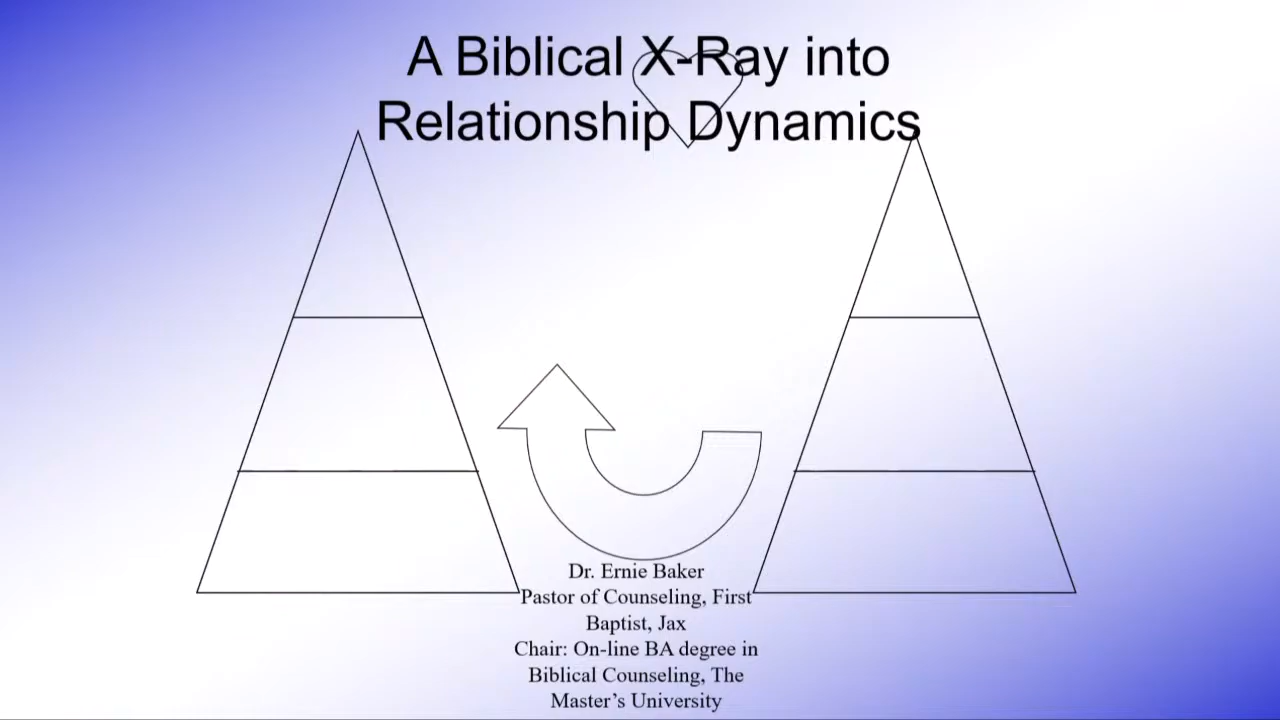 A Biblical X-Ray into
Relationship Dynamics
Dr. Ernie Baker
Pastor of Counseling, First
Baptist, Jax
Chair: On-line BA degree in
Biblical Counseling, The
Master’s University